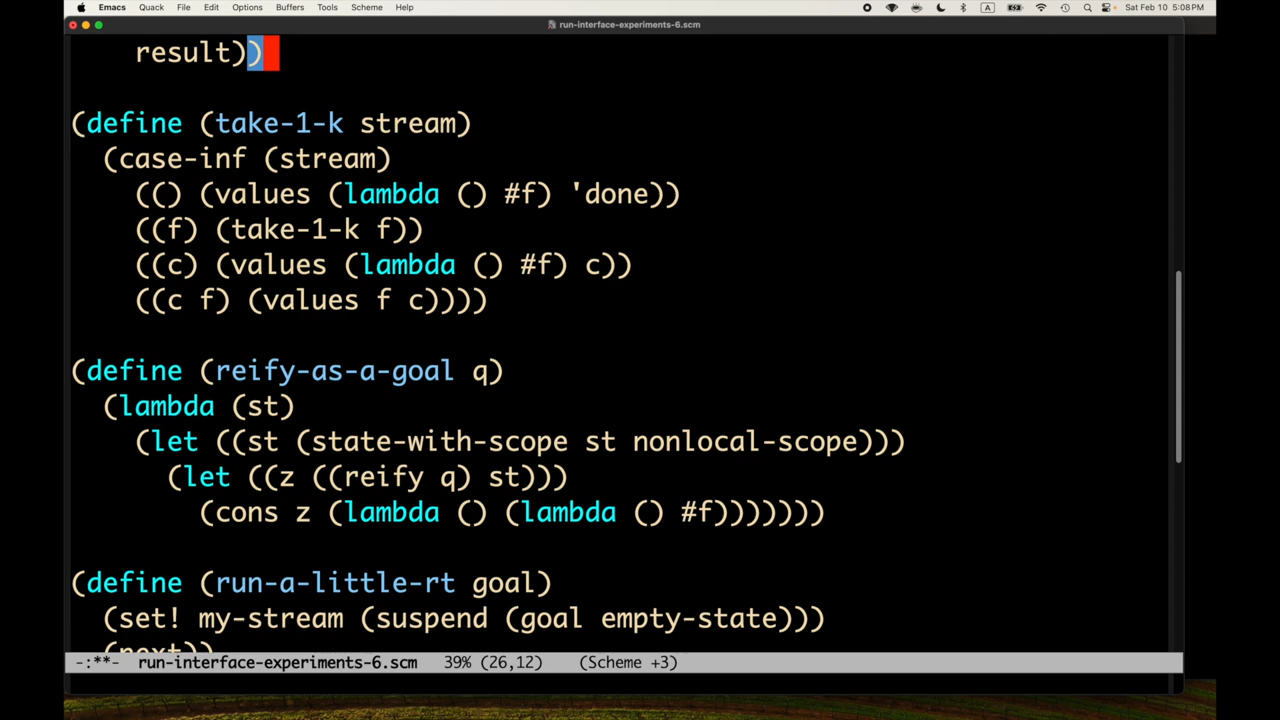 Emacs Quack File Edit Options Buffers Tools Scheme Help A Sat Feb 10 5:08 PM
run-interface-experiments-6.scm
result))
(define (take-1-k stream)
(case-inf (stream)
(() (values (lambda () #f) 'done))
((f) (take-1-k f))
((c) (values (lambda () #f) c))
((c f) (values f c))))
(define (reify-as-a-goal q)
(lambda (st)
(let ((st (state-with-scope st nonlocal-scope)))
(let ((z ((reify q) st)))
(cons z (lambda () (lambda () #f)))))))
(define (run-a-little-rt goal)
(set! my-stream (suspend (goal empty-state)))
(next))
-:**- run-interface-experiments-6.scm 39% (26,12) (Scheme +3)